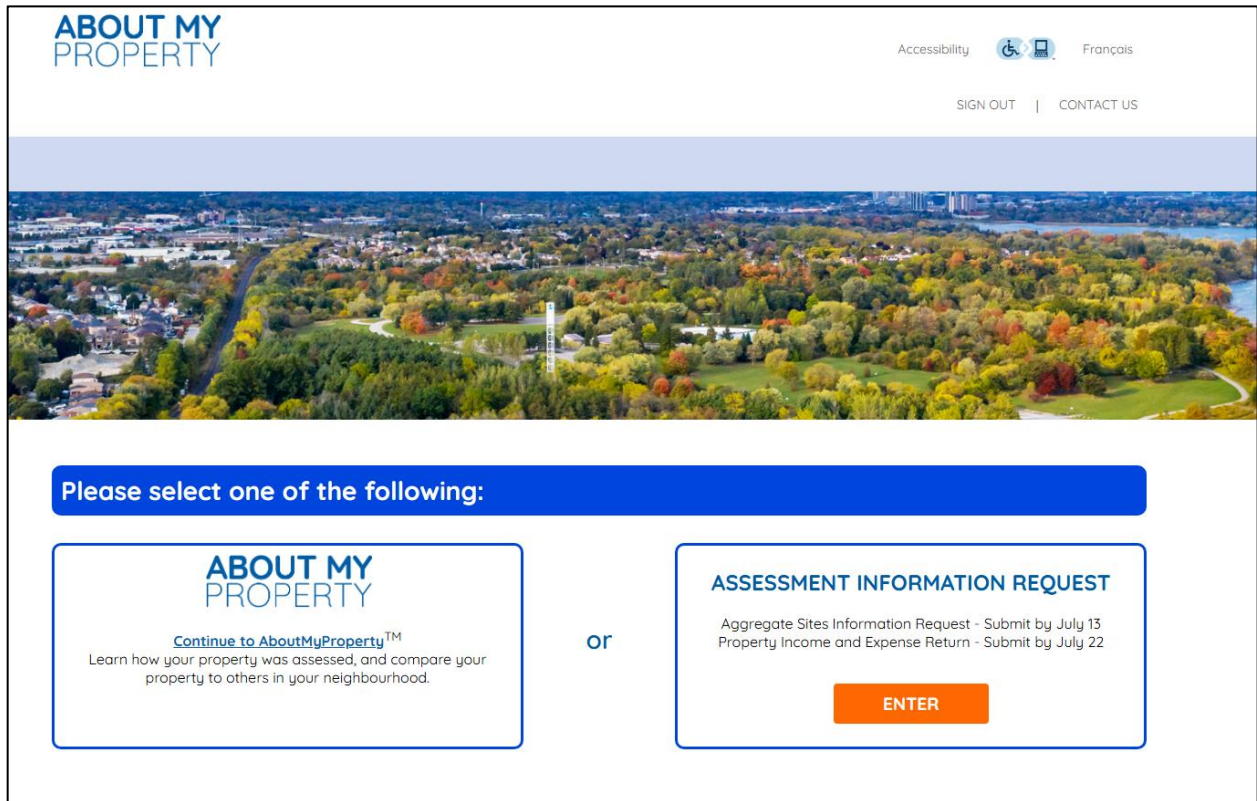 ABOUT MY
PROPERTY
Accessibility
Français
SIGN OUT | CONTACT US
Please select one of the following:
ABOUT MY
PROPERTY
Continue to AboutMyProperty™
Learn how your property was assessed, and compare your
property to others in your neighbourhood.
or
ASSESSMENT INFORMATION REQUEST
Aggregate Sites Information Request - Submit by July 13
Property Income and Expense Return - Submit by July 22
ENTER